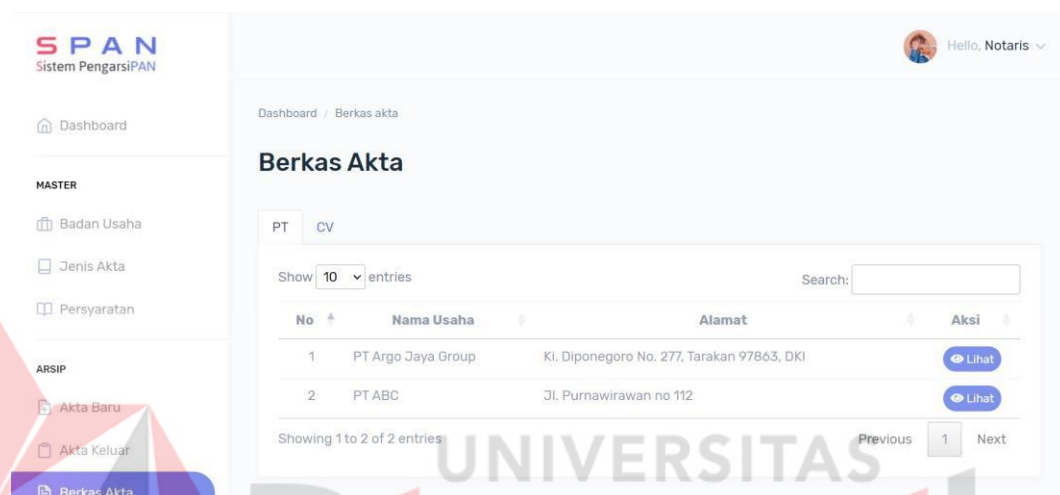 SPAN
Sistem PengarsiPAN
Hello, Notaris
Dashboard
MASTER
Badan Usaha
Jenis Akta
Persyaratan
ARSIP
Akta Baru
Akta Keluar
Berkas Akta
Dashboard / Berkas akta
Berkas Akta
PT CV
Show 10 entries Search:
No Nama Usaha Alamat Aksi
1 PT Argo Jaya Group Ki. Diponegoro No. 277, Tarakan 97863, DKI Lihat
2 PT ABC Jl. Purnawirawan no 112 Lihat
Showing 1 to 2 of 2 entries Previous 1 Next
UNIVERSITAS